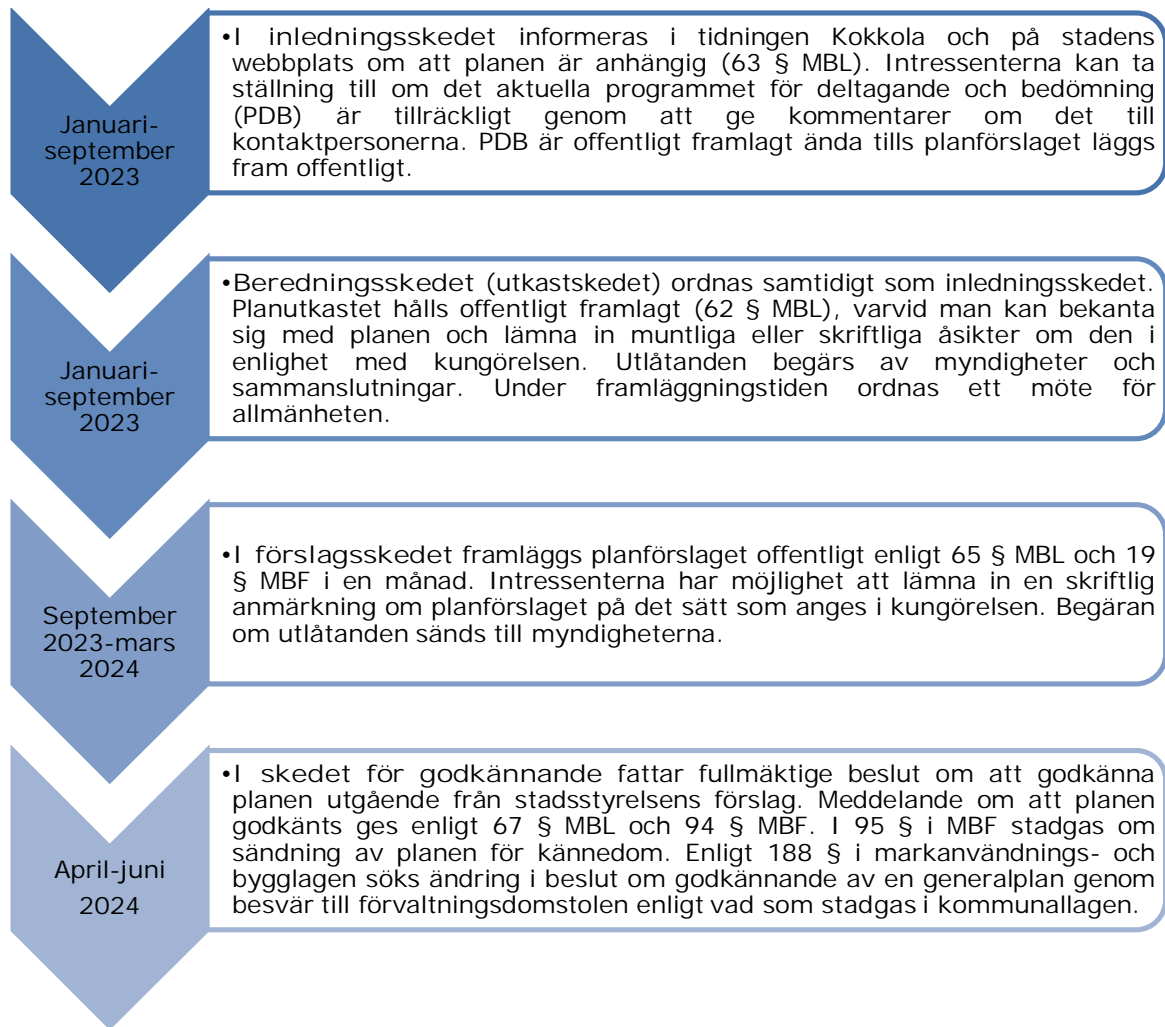 Januari-
september
2023
•I inledningsskedet informeras i tidningen Kokkola och på stadens
webbplats om att planen är anhängig (63 § MBL). Intressenterna kan ta
ställning till om det aktuella programmet för deltagande och bedömning
(PDB) är tillräckligt genom att ge kommentarer om det till
kontaktpersonerna. PDB är offentligt framlagt ända tills planförslaget läggs
fram offentligt.
Januari-
september
2023
•Beredningsskedet (utkastskedet) ordnas samtidigt som inledningsskedet.
Planutkastet hålls offentligt framlagt (62 § MBL), varvid man kan bekanta
sig med planen och lämna in muntliga eller skriftliga åsikter om den i
enlighet med kungörelsen. Utlåtanden begärs av myndigheter och
sammanslutningar. Under framläggningstiden ordnas ett möte för
allmänheten.
September
2023-mars
2024
•I förslagsskedet framläggs planförslaget offentligt enligt 65 § MBL och 19
§ MBF i en månad. Intressenterna har möjlighet att lämna in en skriftlig
anmärkning om planförslaget på det sätt som anges i kungörelsen. Begäran
om utlåtanden sänds till myndigheterna.
April-juni
2024
•I skedet för godkännande fattar fullmäktige beslut om att godkänna
planen utgående från stadsstyrelsens förslag. Meddelande om att planen
godkänts ges enligt 67 § MBL och 94 § MBF. I 95 § i MBF stadgas om
sändning av planen för kännedom. Enligt 188 § i markanvändnings- och
bygglagen söks ändring i beslut om godkännande av en generalplan genom
besvär till förvaltningsdomstolen enligt vad som stadgas i kommunallagen.